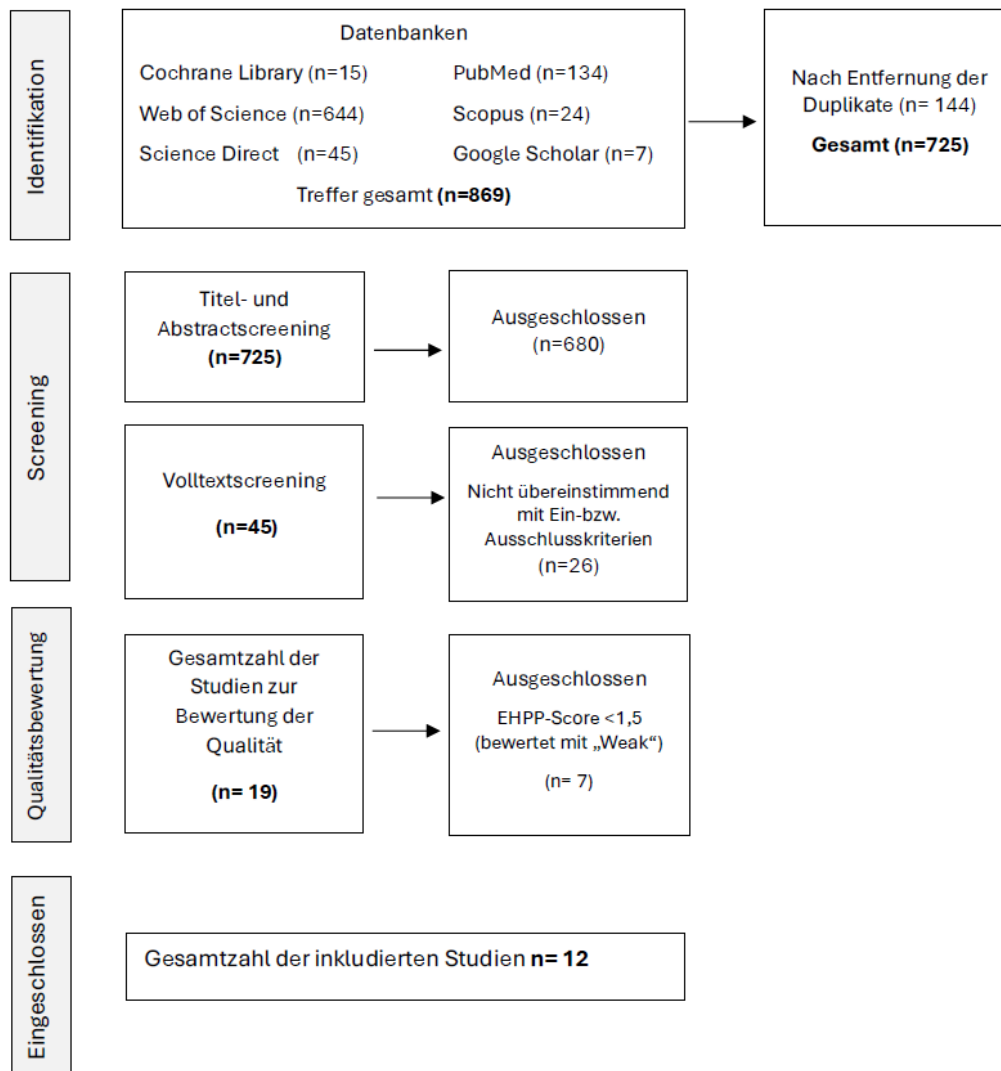 Identifikation
Datenbanken
Cochrane Library (n=15) PubMed (n=134)
Web of Science (n=644) Scopus (n=24)
Science Direct (n=45) Google Scholar (n=7)
Treffer gesamt (n=869)
Nach Entfernung der
Duplikate (n= 144)
Gesamt (n=725)
Screening
Titel- und
Abstractscreening
(n=725)
Ausgeschlossen
(n=680)
Volltextscreening
(n=45)
Ausgeschlossen
Nicht übereinstimmend
mit Ein-bzw.
Ausschlusskriterien
(n=26)
Qualitätsbewertung
Gesamtzahl der
Studien zur
Bewertung der
Qualität
(n= 19)
Ausgeschlossen
EHPP-Score <1,5
(bewertet mit „Weak“)
(n= 7)
Eingeschlossen
Gesamtzahl der inkludierten Studien n= 12